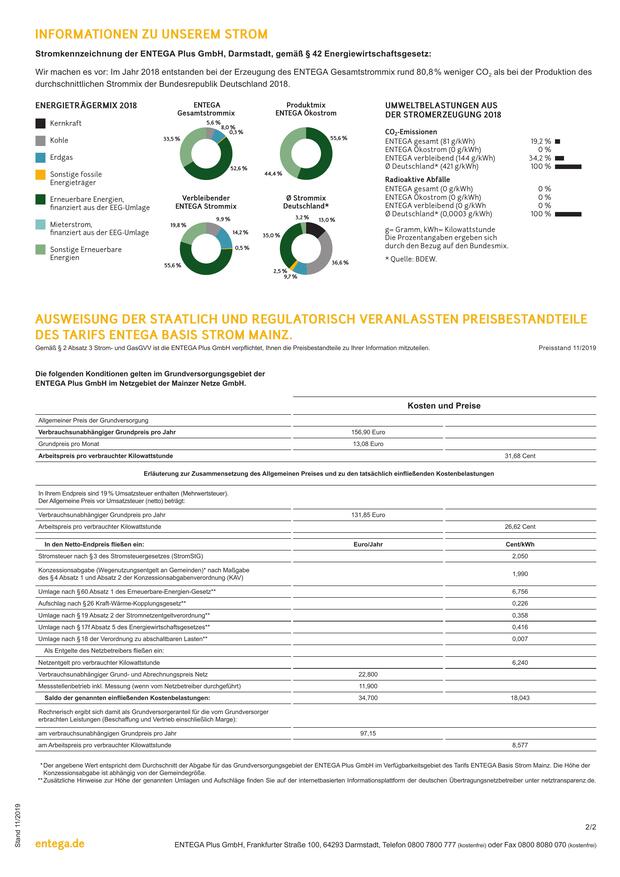 INFORMATIONEN ZU UNSEREM STROM
Stromkennzeichnung der ENTEGA Plus GmbH, Darmstadt, gemäß § 42 Energiewirtschaftsgesetz:
Wir machen es vor: Im Jahr 2018 entstanden bei der Erzeugung des ENTEGA Gesamtstrommix rund 80,8 % weniger CO2 als bei der Produktion des
durchschnittlichen Strommix der Bundesrepublik Deutschland 2018.
ENERGIETRÄGERMIX 2018
Kernkraft
Kohle
Erdgas
Sonstige fossile
Energieträger
Erneuerbare Energien,
finanziert aus der EEG-Umlage
Mieterstrom,
finanziert aus der EEG-Umlage
Sonstige Erneuerbare
Energien
ENTEGA
Gesamtstrommix
5,6 %
8,0 %
0,3 %
33,5 %
52,6 %
Produktmix
ENTEGA Ökostrom
55,6 %
44,4 %
Verbleibender
ENTEGA Strommix
9,9 %
19,8 %
14,2 %
0,5 %
55,6 %
Ø Strommix
Deutschland*
3,2 %
13,0 %
35,0 %
36,6 %
2,5 %
9,7 %
UMWELTBELASTUNGEN AUS
DER STROMERZEUGUNG 2018
CO2-Emissionen
ENTEGA gesamt (81 g/kWh) 19,2 %
ENTEGA Ökostrom (0 g/kWh) 0 %
ENTEGA verbleibend (144 g/kWh) 34,2 %
Ø Deutschland* (421 g/kWh) 100 %
Radioaktive Abfälle
ENTEGA gesamt (0 g/kWh) 0 %
ENTEGA Ökostrom (0 g/kWh) 0 %
ENTEGA verbleibend (0 g/kWh 0 %
Ø Deutschland* (0,0003 g/kWh) 100 %
g= Gramm, kWh= Kilowattstunde
Die Prozentangaben ergeben sich
durch den Bezug auf den Bundesmix.
* Quelle: BDEW.
AUSWEISUNG DER STAATLICH UND REGULATORISCH VERANLASSTEN PREISBESTANDTEILE
DES TARIFS ENTEGA BASIS STROM MAINZ.
Gemäß § 2 Absatz 3 Strom- und GasGVV ist die ENTEGA Plus GmbH verpflichtet, Ihnen die Preisbestandteile zu Ihrer Information mitzuteilen. Preisstand 11/2019
Die folgenden Konditionen gelten im Grundversorgungsgebiet der
ENTEGA Plus GmbH im Netzgebiet der Mainzer Netze GmbH.
Kosten und Preise
Allgemeiner Preis der Grundversorgung
Verbrauchsunabhängiger Grundpreis pro Jahr 156,90 Euro
Grundpreis pro Monat 13,08 Euro
Arbeitspreis pro verbrauchter Kilowattstunde 31,68 Cent
Erläuterung zur Zusammensetzung des Allgemeinen Preises und zu den tatsächlich einfließenden Kostenbelastungen
In Ihrem Endpreis sind 19 % Umsatzsteuer enthalten (Mehrwertsteuer).
Der Allgemeine Preis vor Umsatzsteuer (netto) beträgt:
Verbrauchsunabhängiger Grundpreis pro Jahr 131,85 Euro
Arbeitspreis pro verbrauchter Kilowattstunde 26,62 Cent
In den Netto-Endpreis fließen ein: Euro/Jahr Cent/kWh
Stromsteuer nach § 3 des Stromsteuergesetzes (StromStG) 2,050
Konzessionsabgabe (Wegenutzungsentgelt an Gemeinden)* nach Maßgabe
des § 4 Absatz 1 und Absatz 2 der Konzessionsabgabenverordnung (KAV) 1,990
Umlage nach § 60 Absatz 1 des Erneuerbare-Energien-Gesetz** 6,756
Aufschlag nach § 26 Kraft-Wärme-Kopplungsgesetz** 0,226
Umlage nach § 19 Absatz 2 der Stromnetzentgeltverordnung** 0,358
Umlage nach § 17f Absatz 5 des Energiewirtschaftsgesetzes** 0,416
Umlage nach § 18 der Verordnung zu abschaltbaren Lasten** 0,007
Als Entgelte des Netzbetreibers fließen ein:
Netzentgelt pro verbrauchter Kilowattstunde 6,240
Verbrauchsunabhängiger Grund- und Abrechnungspreis Netz 22,800
Messstellenbetrieb inkl. Messung (wenn vom Netzbetreiber durchgeführt) 11,900
Saldo der genannten einfließenden Kostenbelastungen: 34,700 18,043
Rechnerisch ergibt sich damit als Grundversorgeranteil für die vom Grundversorger
erbrachten Leistungen (Beschaffung und Vertrieb einschließlich Marge):
am verbrauchsunabhängigen Grundpreis pro Jahr 97,15
am Arbeitspreis pro verbrauchter Kilowattstunde 8,577
* Der angebene Wert entspricht dem Durchschnitt der Abgabe für das Grundversorgungsgebiet der ENTEGA Plus GmbH im Verfügbarkeitsgebiet des Tarifs ENTEGA Basis Strom Mainz. Die Höhe der
Konzessionsabgabe ist abhängig von der Gemeindegröße.
** Zusätzliche Hinweise zur Höhe der genannten Umlagen und Aufschläge finden Sie auf der internetbasierten Informationsplattform der deutschen Übertragungsnetzbetreiber unter netztransparenz.de.
Stand 11/2019
2/2
entega.de
ENTEGA Plus GmbH, Frankfurter Straße 100, 64293 Darmstadt, Telefon 0800 7800 777 (kostenfrei) oder Fax 0800 8080 070 (kostenfrei)